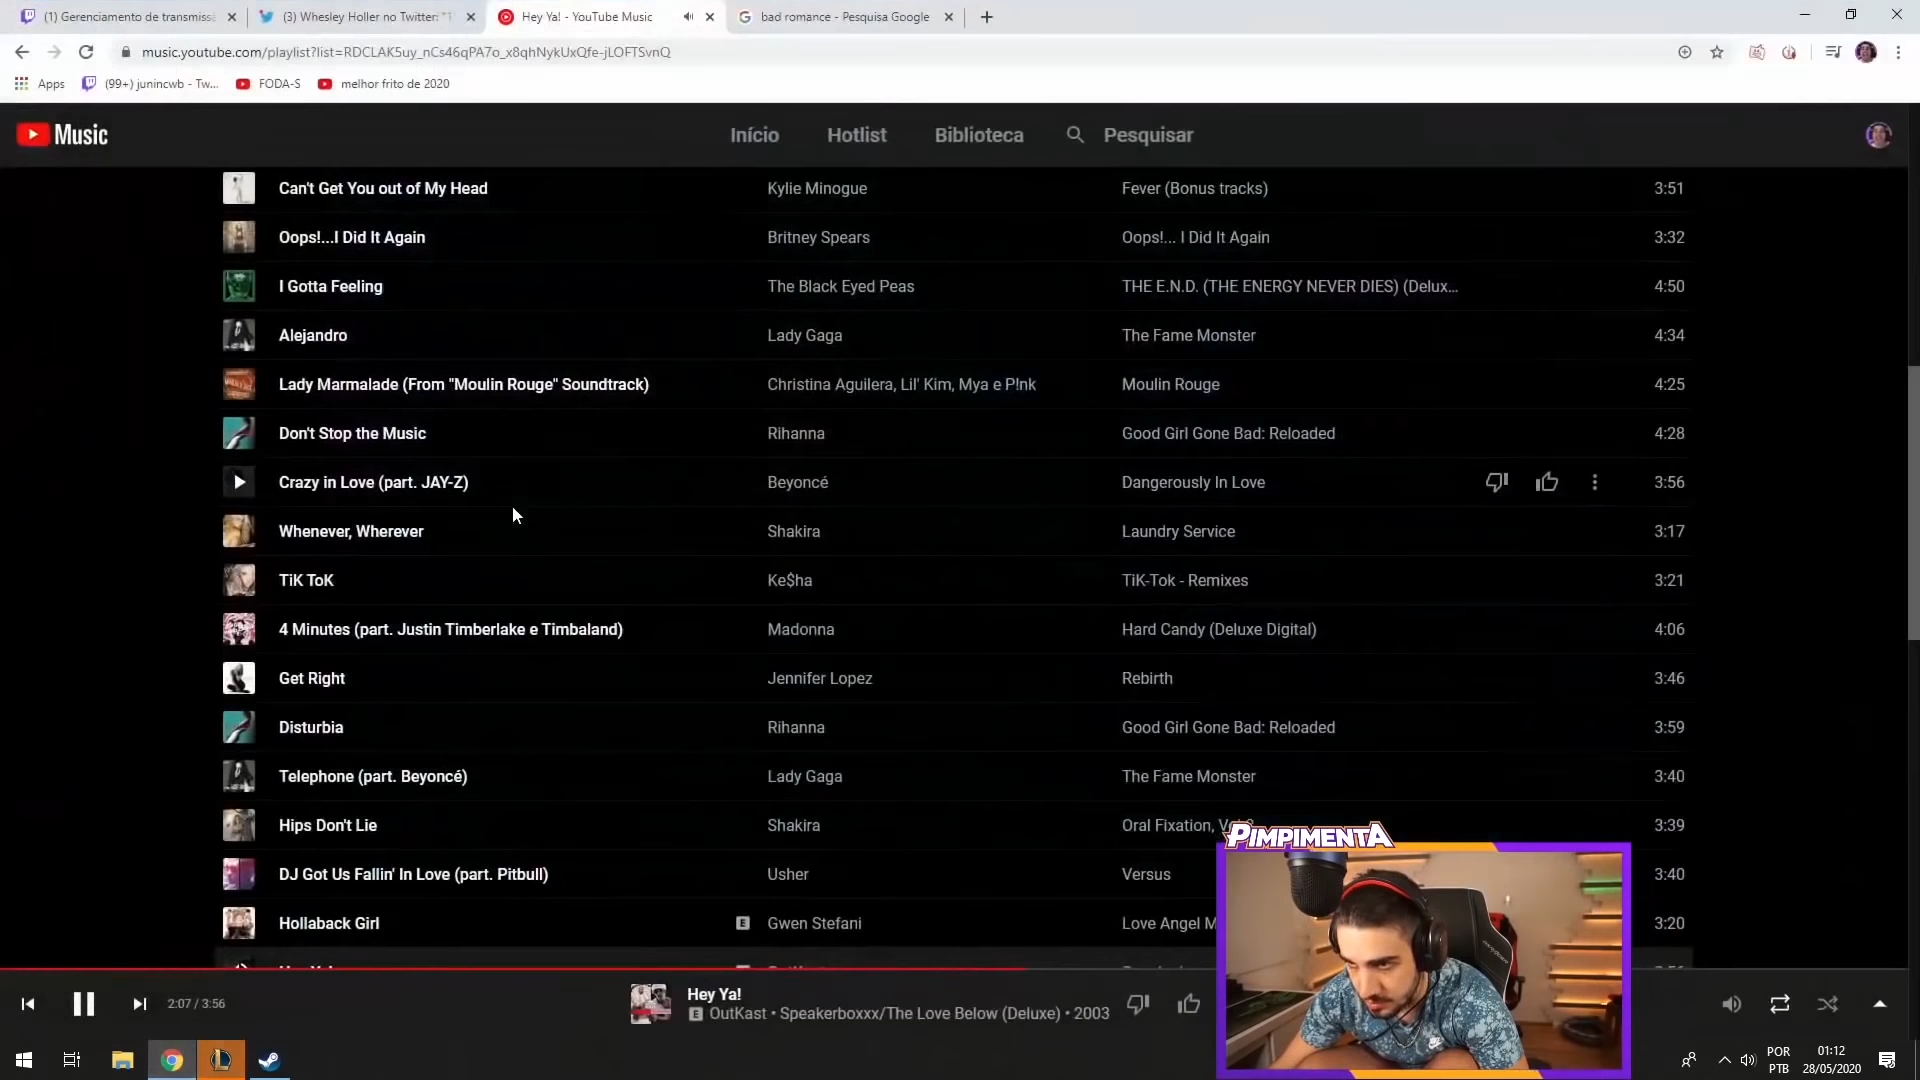 (1) Gerenciamento de transmiss
(3) Whesley Holler no Twitter: "1
Hey Ya! - YouTube Music
bad romance - Pesquisa Google
music.youtube.com/playlist?list=RDCLAK5uy_nCs46qPA7o_x8qhNykUxQfe-jLOFTSvnQ
Apps
(99+) junincwb - Tw...
FODA-S
melhor frito de 2020
Music
Início
Hotlist
Biblioteca
Pesquisar
Can't Get You out of My Head Kylie Minogue Fever (Bonus tracks) 3:51
Oops!...I Did It Again Britney Spears Oops!... I Did It Again 3:32
I Gotta Feeling The Black Eyed Peas THE E.N.D. (THE ENERGY NEVER DIES) (Delux... 4:50
Alejandro Lady Gaga The Fame Monster 4:34
Lady Marmalade (From "Moulin Rouge" Soundtrack) Christina Aguilera, Lil' Kim, Mya e P!nk Moulin Rouge 4:25
Don't Stop the Music Rihanna Good Girl Gone Bad: Reloaded 4:28
Crazy in Love (part. JAY-Z) Beyoncé Dangerously In Love 3:56
Whenever, Wherever Shakira Laundry Service 3:17
TiK ToK Ke$ha TiK-Tok - Remixes 3:21
4 Minutes (part. Justin Timberlake e Timbaland) Madonna Hard Candy (Deluxe Digital) 4:06
Get Right Jennifer Lopez Rebirth 3:46
Disturbia Rihanna Good Girl Gone Bad: Reloaded 3:59
Telephone (part. Beyoncé) Lady Gaga The Fame Monster 3:40
Hips Don't Lie Shakira Oral Fixation, 3:39
PIMPIMENTA
DJ Got Us Fallin' In Love (part. Pitbull) Usher Versus 3:40
Hollaback Girl E Gwen Stefani Love Angel M 3:20
2:07 / 3:56
Hey Ya!
E OutKast • Speakerboxxx/The Love Below (Deluxe) • 2003
POR
PTB
01:12
28/05/2020